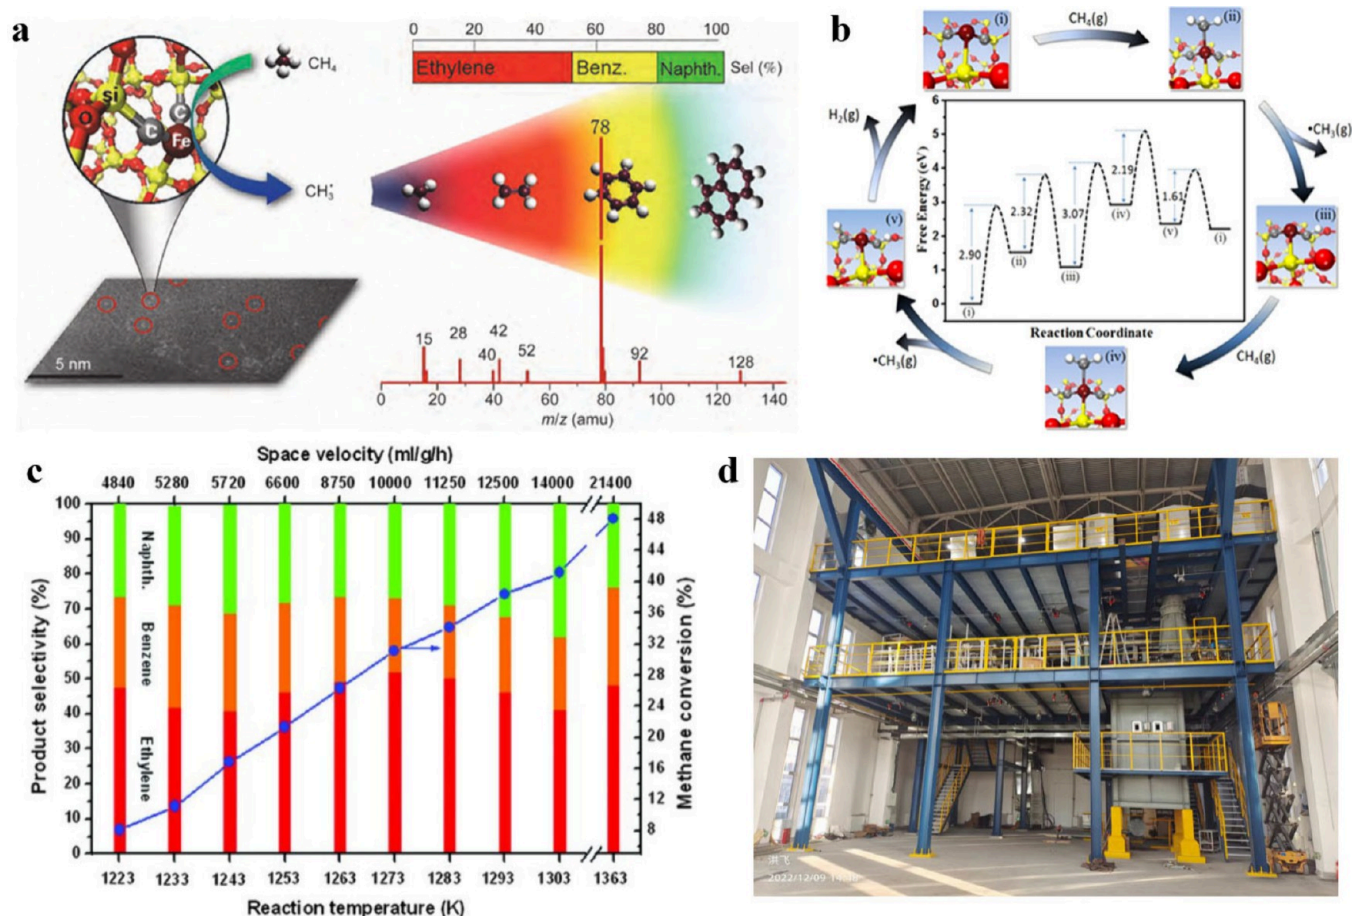 a
0 20 40 60 80 100
Ethylene Benz. Naphth. Sel (%)
CH₄
Si
O
C
C
Fe
CH₃•
78
5 nm
15 28 40 42 52 92 128
0 20 40 60 80 100 120 140
m/z (amu)
b
(i) CH₄(g) (ii)
H₂(g)
•CH₃(g)
(v)
(iii)
Free Energy (eV)
6
5
4
3
2
1
0
2.90 2.32 3.07 2.19 1.61
(i) (ii) (iii) (iv) (v) (i)
Reaction Coordinate
•CH₃(g) (iv) CH₄(g)
c
Space velocity (ml/g/h)
4840 5280 5720 6600 8750 10000 11250 12500 14000 21400
Product selectivity (%)
100
90
80
70
60
50
40
30
20
10
0
Naphth.
Benzene
Ethylene
48
44
40
36
32
28
24
20
16
12
8
Methane conversion (%)
1223 1233 1243 1253 1263 1273 1283 1293 1303 1363
Reaction temperature (K)
d
洪飞
2022/12/09